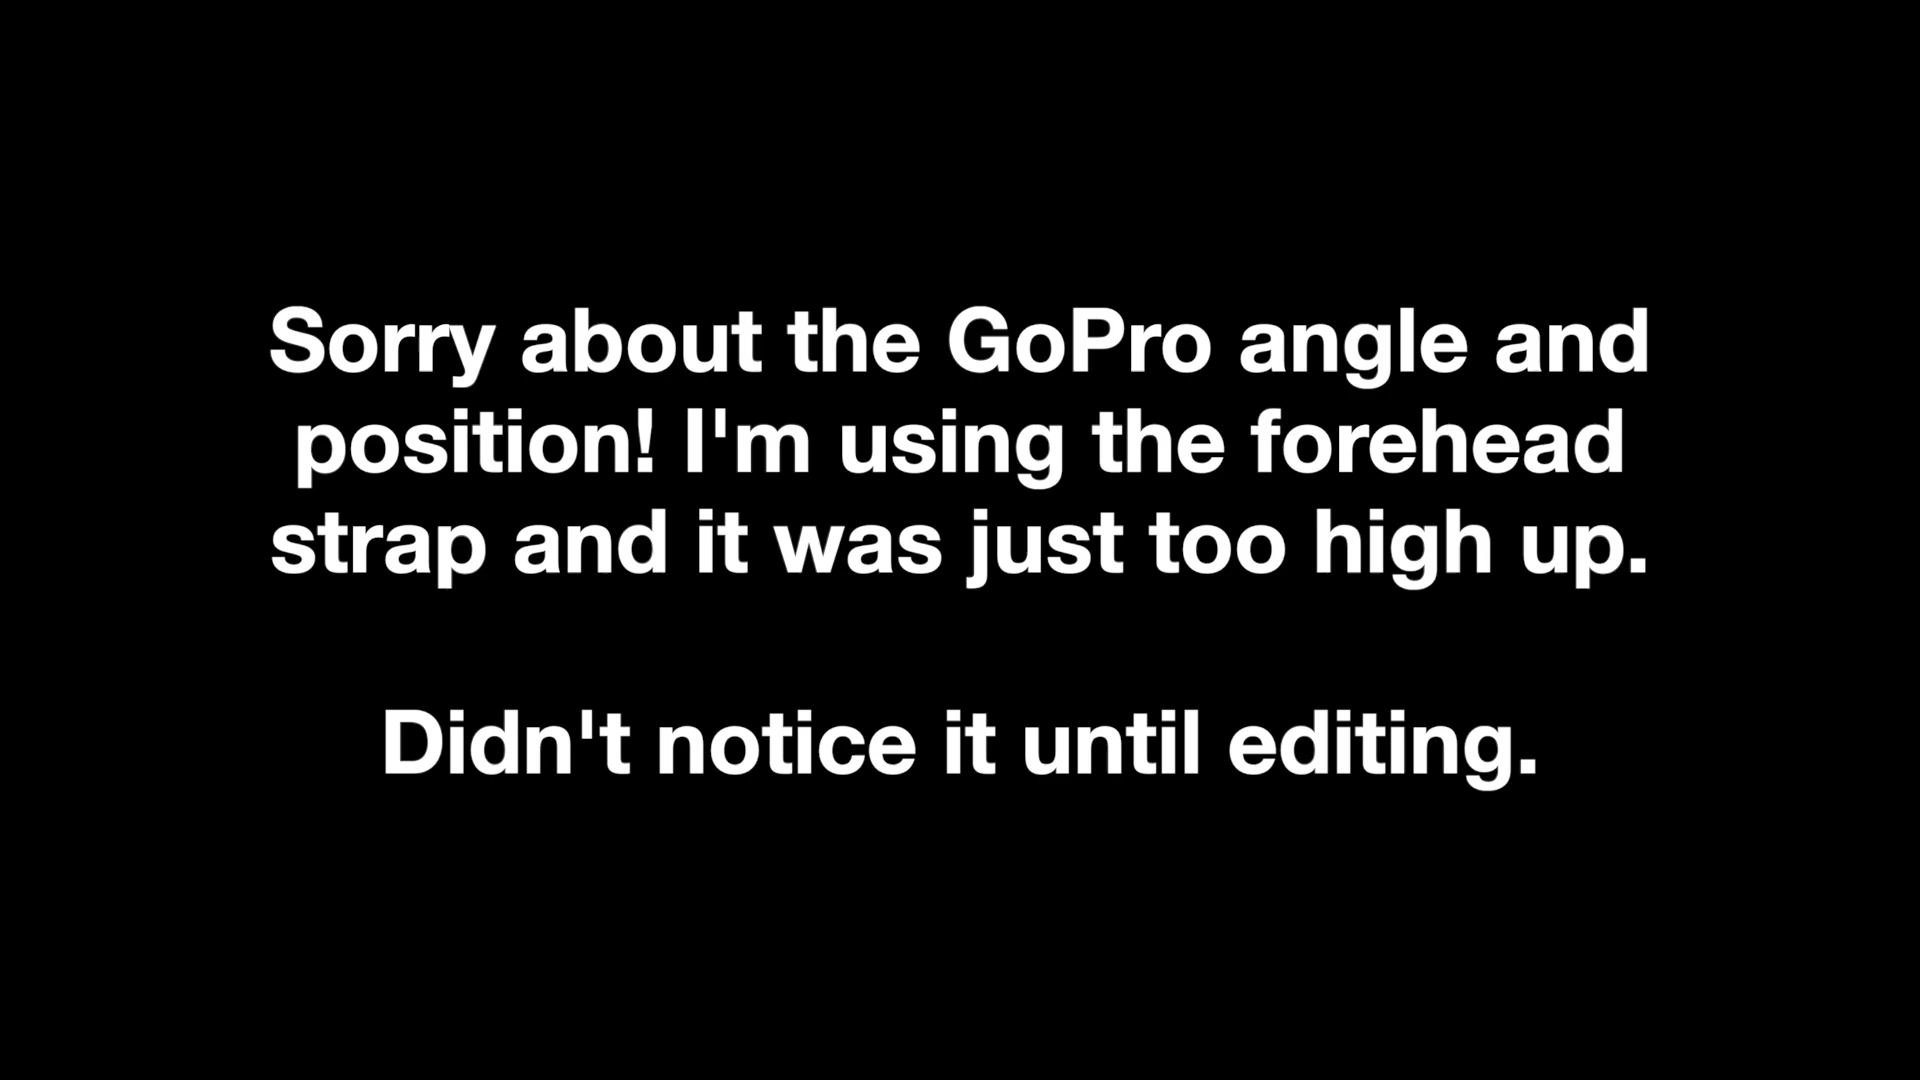 Sorry about the GoPro angle and
position! I'm using the forehead
strap and it was just too high up.
Didn't notice it until editing.